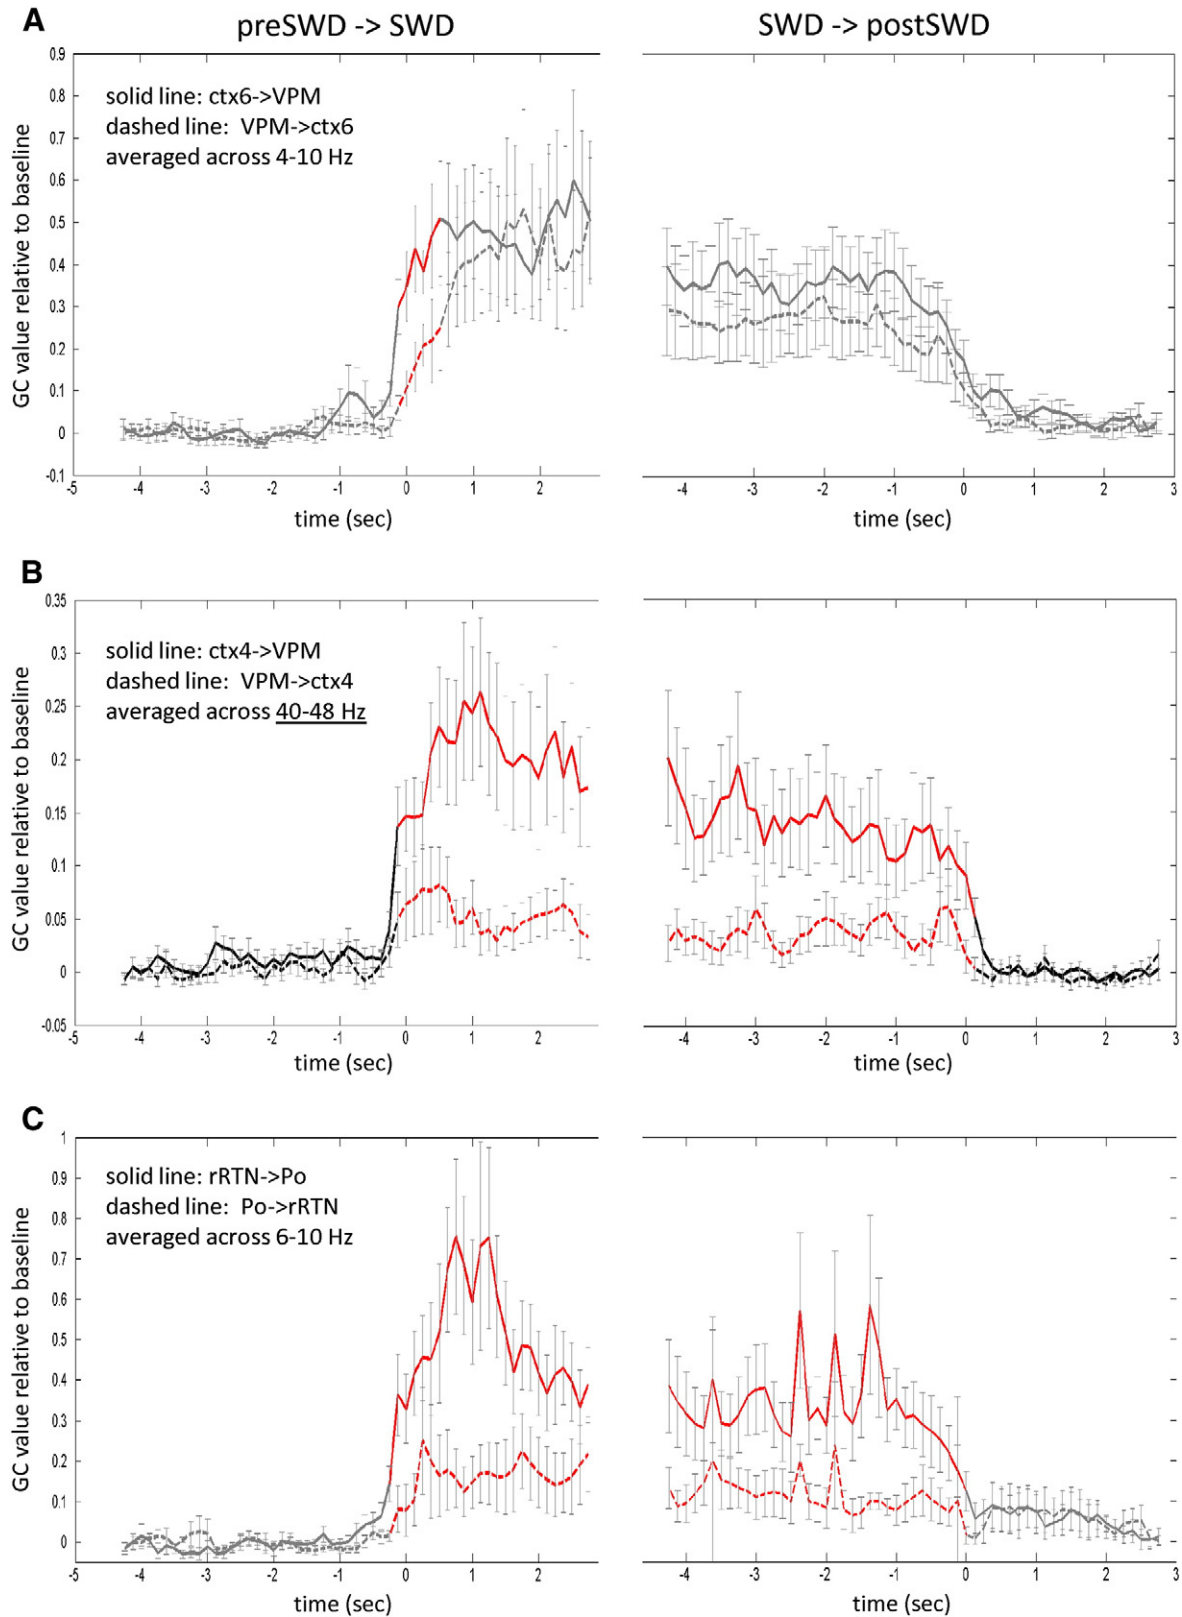 A
preSWD -> SWD
SWD -> postSWD
0.9
0.8
0.7
0.6
0.5
0.4
0.3
0.2
0.1
0
-0.1
GC value relative to baseline
solid line: ctx6->VPM
dashed line: VPM->ctx6
averaged across 4-10 Hz
-5 -4 -3 -2 -1 0 1 2
-4 -3 -2 -1 0 1 2 3
time (sec)
time (sec)
B
0.35
0.3
0.25
0.2
0.15
0.1
0.05
0
-0.05
GC value relative to baseline
solid line: ctx4->VPM
dashed line: VPM->ctx4
averaged across 40-48 Hz
-5 -4 -3 -2 -1 0 1 2
-4 -3 -2 -1 0 1 2 3
time (sec)
time (sec)
C
1
0.9
0.8
0.7
0.6
0.5
0.4
0.3
0.2
0.1
0
GC value relative to baseline
solid line: rRTN->Po
dashed line: Po->rRTN
averaged across 6-10 Hz
-5 -4 -3 -2 -1 0 1 2
-4 -3 -2 -1 0 1 2 3
time (sec)
time (sec)